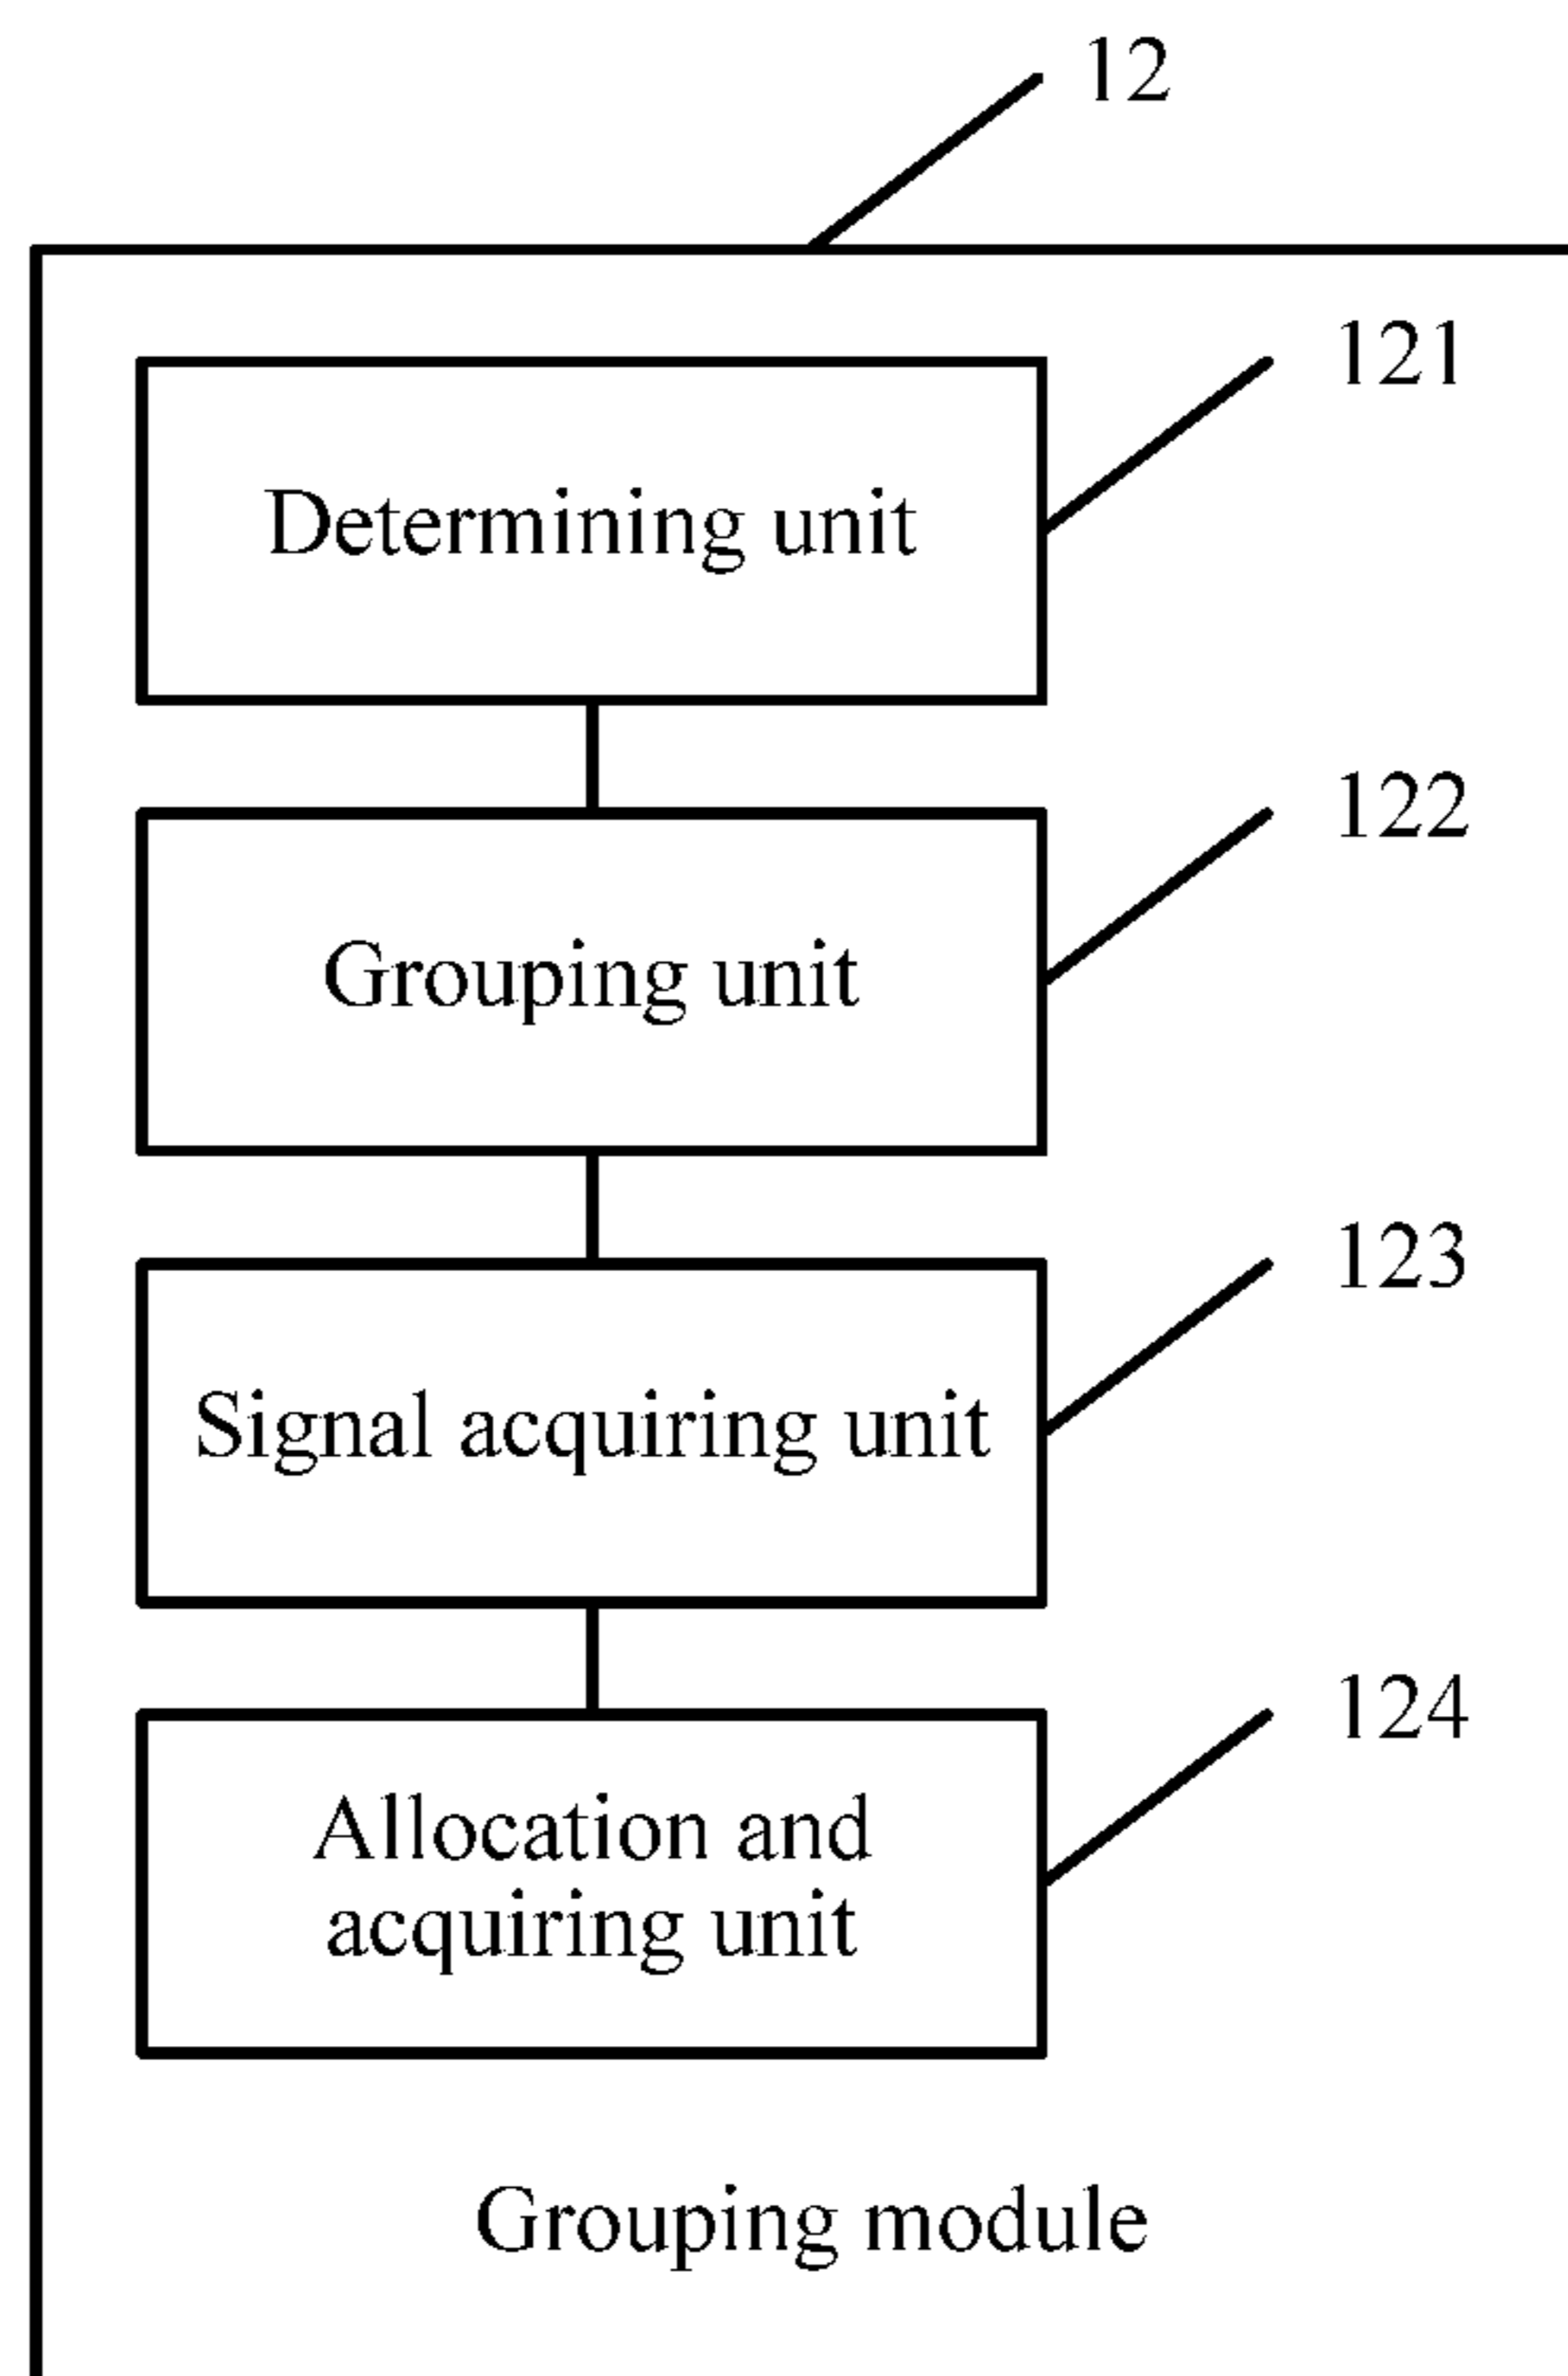 12
121
Determining unit
122
Grouping unit
123
Signal acquiring unit
124
Allocation and
acquiring unit
Grouping module